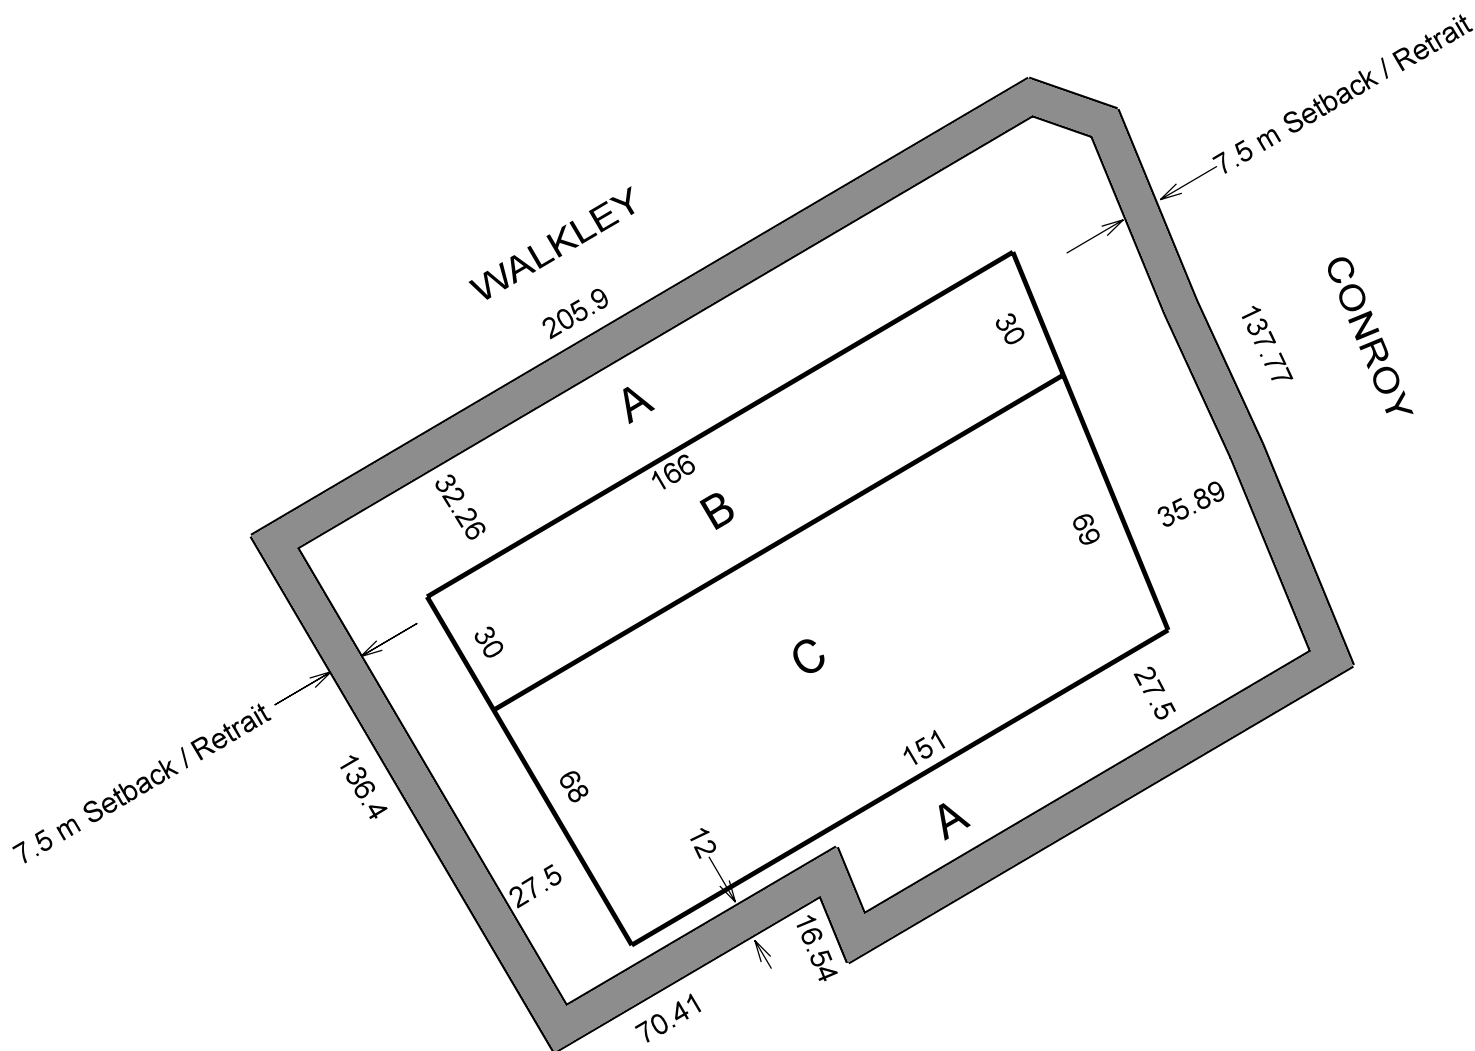 7.5 m Setback / Retrait
WALKLEY
205.9
CONROY
137.77
A
30
32.26
166
B
35.89
69
30
C
27.5
7.5 m Setback / Retrait
136.4
68
151
A
12
27.5
16.54
70.41